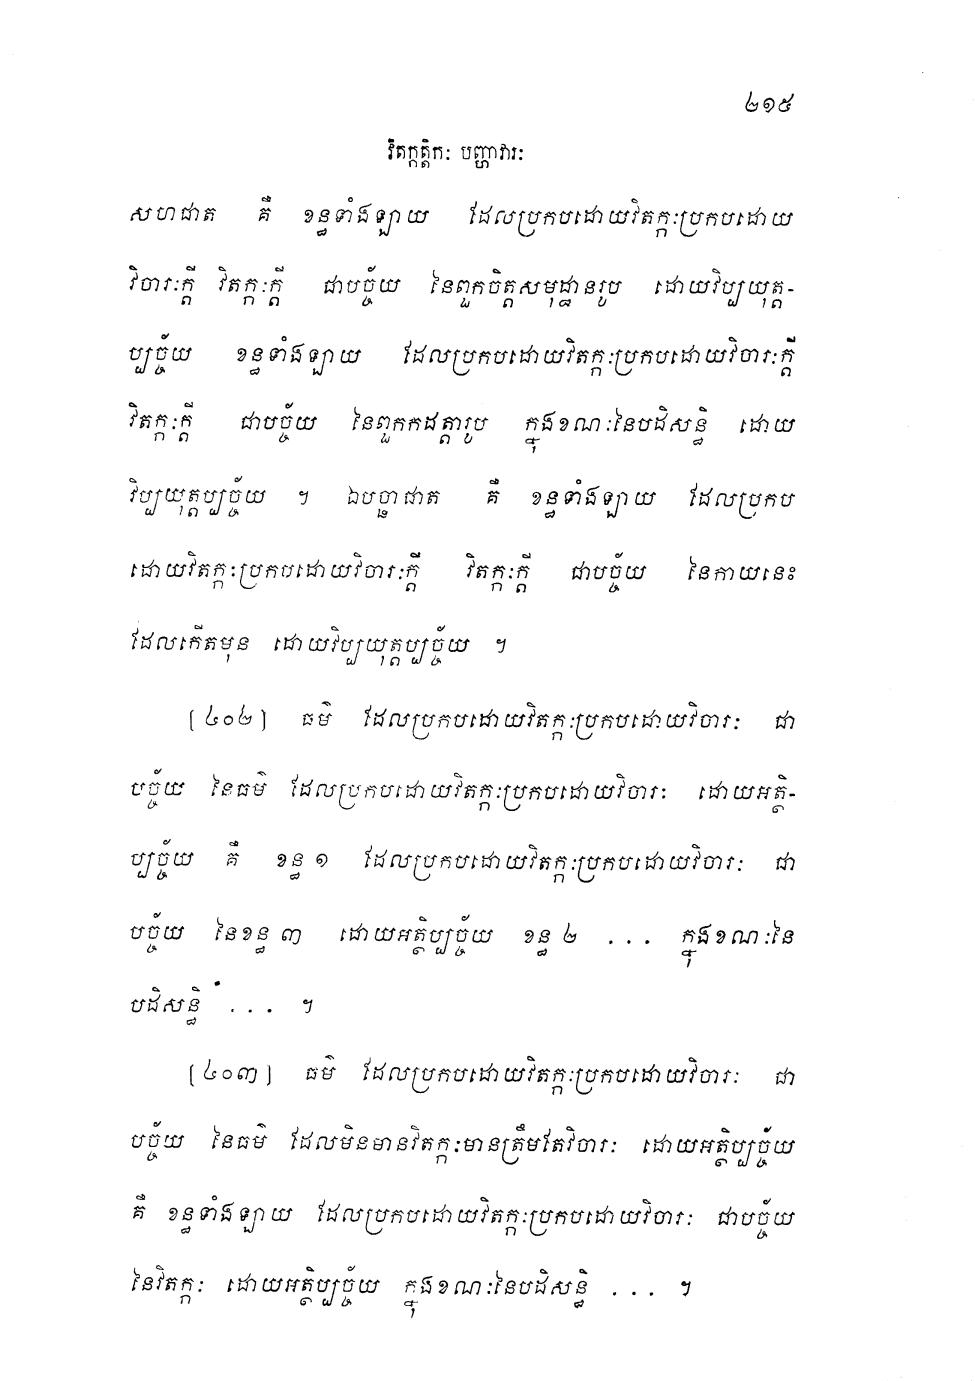 ២១៥
វិតក្កត្តិកៈ បញ្ហាវារៈ
សហជាត គឺ ខន្ធទាំងឡាយ ដែលប្រកបដោយវិតក្កៈប្រកបដោយ
វិចារៈក្តី វិតក្កៈក្តី ជាបច្ច័យ នៃពួកចិត្តសមុដ្ឋានរូប ដោយវិប្បយុត្ត-
ប្បច្ច័យ ខន្ធទាំងឡាយ ដែលប្រកបដោយវិតក្កៈប្រកបដោយវិចារៈក្តី
វិតក្កៈក្តី ជាបច្ច័យ នៃពួកកដត្តារូប ក្នុងខណៈនៃបដិសន្ធិ ដោយ
វិប្បយុត្តប្បច្ច័យ ។ ឯបច្ឆាជាត គឺ ខន្ធទាំងឡាយ ដែលប្រកប
ដោយវិតក្កៈប្រកបដោយវិចារៈក្តី វិតក្កៈក្តី ជាបច្ច័យ នៃកាយនេះ
ដែលកើតមុន ដោយវិប្បយុត្តប្បច្ច័យ ។
[៤០២] ធម៌ ដែលប្រកបដោយវិតក្កៈប្រកបដោយវិចារៈ ជា
បច្ច័យ នៃធម៌ ដែលប្រកបដោយវិតក្កៈប្រកបដោយវិចារៈ ដោយអត្ថិ-
ប្បច្ច័យ គឺ ខន្ធ ១ ដែលប្រកបដោយវិតក្កៈប្រកបដោយវិចារៈ ជា
បច្ច័យ នៃខន្ធ ៣ ដោយអត្ថិប្បច្ច័យ ខន្ធ ២ ... ក្នុងខណៈនៃ
បដិសន្ធិ ... ។
[៤០៣] ធម៌ ដែលប្រកបដោយវិតក្កៈប្រកបដោយវិចារៈ ជា
បច្ច័យ នៃធម៌ ដែលមិនមានវិតក្កៈមានត្រឹមតែវិចារៈ ដោយអត្ថិប្បច្ច័យ
គឺ ខន្ធទាំងឡាយ ដែលប្រកបដោយវិតក្កៈប្រកបដោយវិចារៈ ជាបច្ច័យ
នៃវិតក្កៈ ដោយអត្ថិប្បច្ច័យ ក្នុងខណៈនៃបដិសន្ធិ ... ។